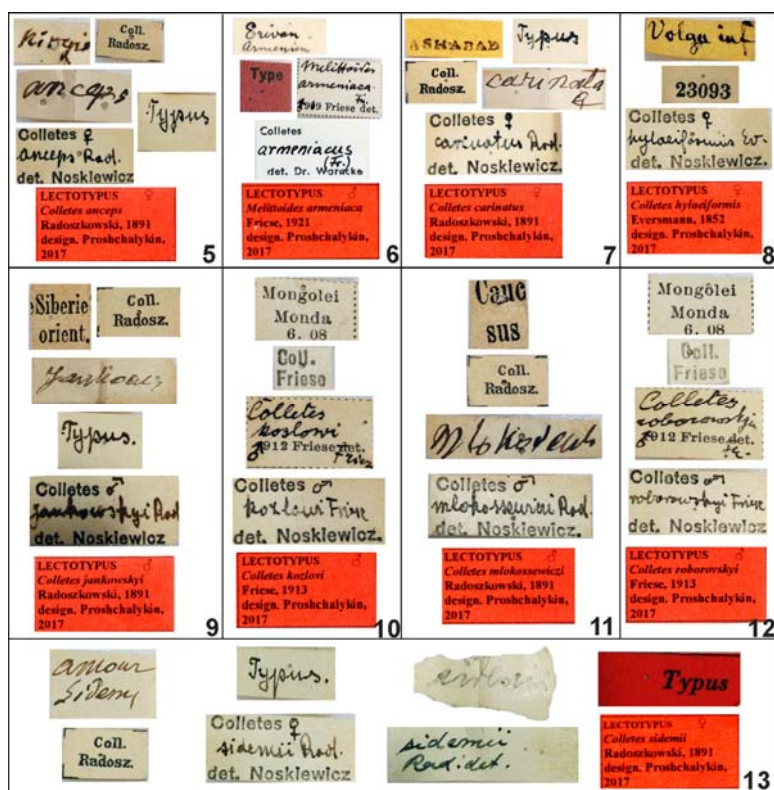 Coll.
Radosz.
anceps
Typus
Colletes ♀
anceps Rad.
det. Noskiewicz
LECTOTYPUS ♀
Colletes anceps
Radoszkowski, 1891
design. Proshchalykin,
2017
5
Erivan
Armenien
Type
Melittoides
armeniaca
1909 Friese det.
Colletes
armeniacus
(Fr.)
det. Dr. Warncke
LECTOTYPUS ♂
Melittoides armeniaca
Friese, 1921
design. Proshchalykin,
2017
6
ASHABAD
Typus
Coll.
Radosz.
carinata
Colletes ♀
carinatus Rad.
det. Noskiewicz
LECTOTYPUS ♀
Colletes carinatus
Radoszkowski, 1891
design. Proshchalykin,
2017
7
Volga inf
23093
Colletes ♀
hylaeiformis Ev.
det. Noskiewicz
LECTOTYPUS ♀
Colletes hylaeiformis
Eversmann, 1852
design. Proshchalykin,
2017
8
Siberie
orient.
Coll.
Radosz.
Typus.
Colletes ♂
jankowskyi Rad.
det. Noskiewicz
LECTOTYPUS ♂
Colletes jankowskyi
Radoszkowski, 1891
design. Proshchalykin,
2017
9
Mongolei
Monda
6. 08
Coll.
Friese
Colletes
koslowi
♂ 1912 Friese det.
Friese
Colletes ♂
kozlowi Friese
det. Noskiewicz.
LECTOTYPUS ♂
Colletes kozlovi
Friese, 1913
design. Proshchalykin,
2017
10
Cauc
sus
Coll.
Radosz.
Colletes ♂
mlokossewiczi Rad.
det. Noskiewicz
LECTOTYPUS ♂
Colletes mlokossewiczi
Radoszkowski, 1891
design. Proshchalykin,
2017
11
Mongôlei
Monda
6. 08
Coll.
Friese
Colletes
roborowskyi
♂ 1912 Friese det.
Fr.
Colletes ♂
roborowskyi Friese
det. Noskiewicz
LECTOTYPUS ♂
Colletes roborovskyi
Friese, 1913
design. Proshchalykin,
2017
12
amour
Sidemy
Coll.
Radosz.
Typus.
Colletes ♀
sidemii Rad.
det. Noskiewicz
sidemii
Rad. det.
Typus
LECTOTYPUS ♀
Colletes sidemii
Radoszkowski, 1891
design. Proshchalykin,
2017
13